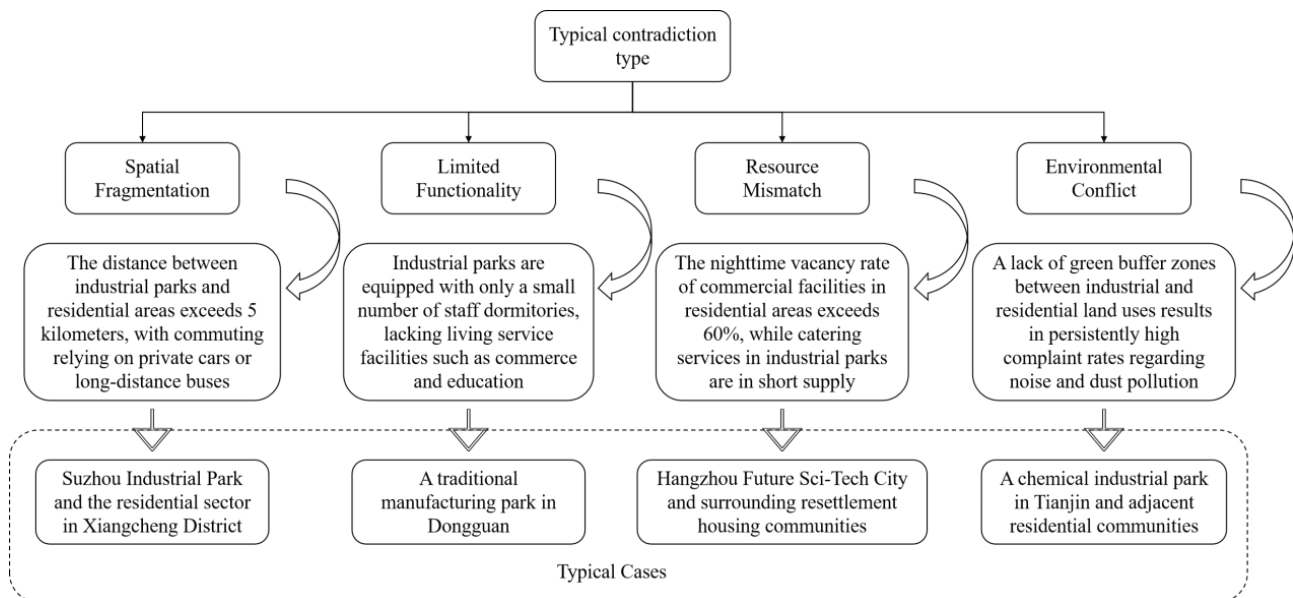 Typical contradiction
type
Spatial
Fragmentation
Limited
Functionality
Resource
Mismatch
Environmental
Conflict
The distance between
industrial parks and
residential areas exceeds 5
kilometers, with commuting
relying on private cars or
long-distance buses
Industrial parks are
equipped with only a small
number of staff dormitories,
lacking living service
facilities such as commerce
and education
The nighttime vacancy rate
of commercial facilities in
residential areas exceeds
60%, while catering
services in industrial parks
are in short supply
A lack of green buffer zones
between industrial and
residential land uses results
in persistently high
complaint rates regarding
noise and dust pollution
Suzhou Industrial Park
and the residential sector
in Xiangcheng District
A traditional
manufacturing park in
Dongguan
Hangzhou Future Sci-Tech City
and surrounding resettlement
housing communities
A chemical industrial park
in Tianjin and adjacent
residential communities
Typical Cases